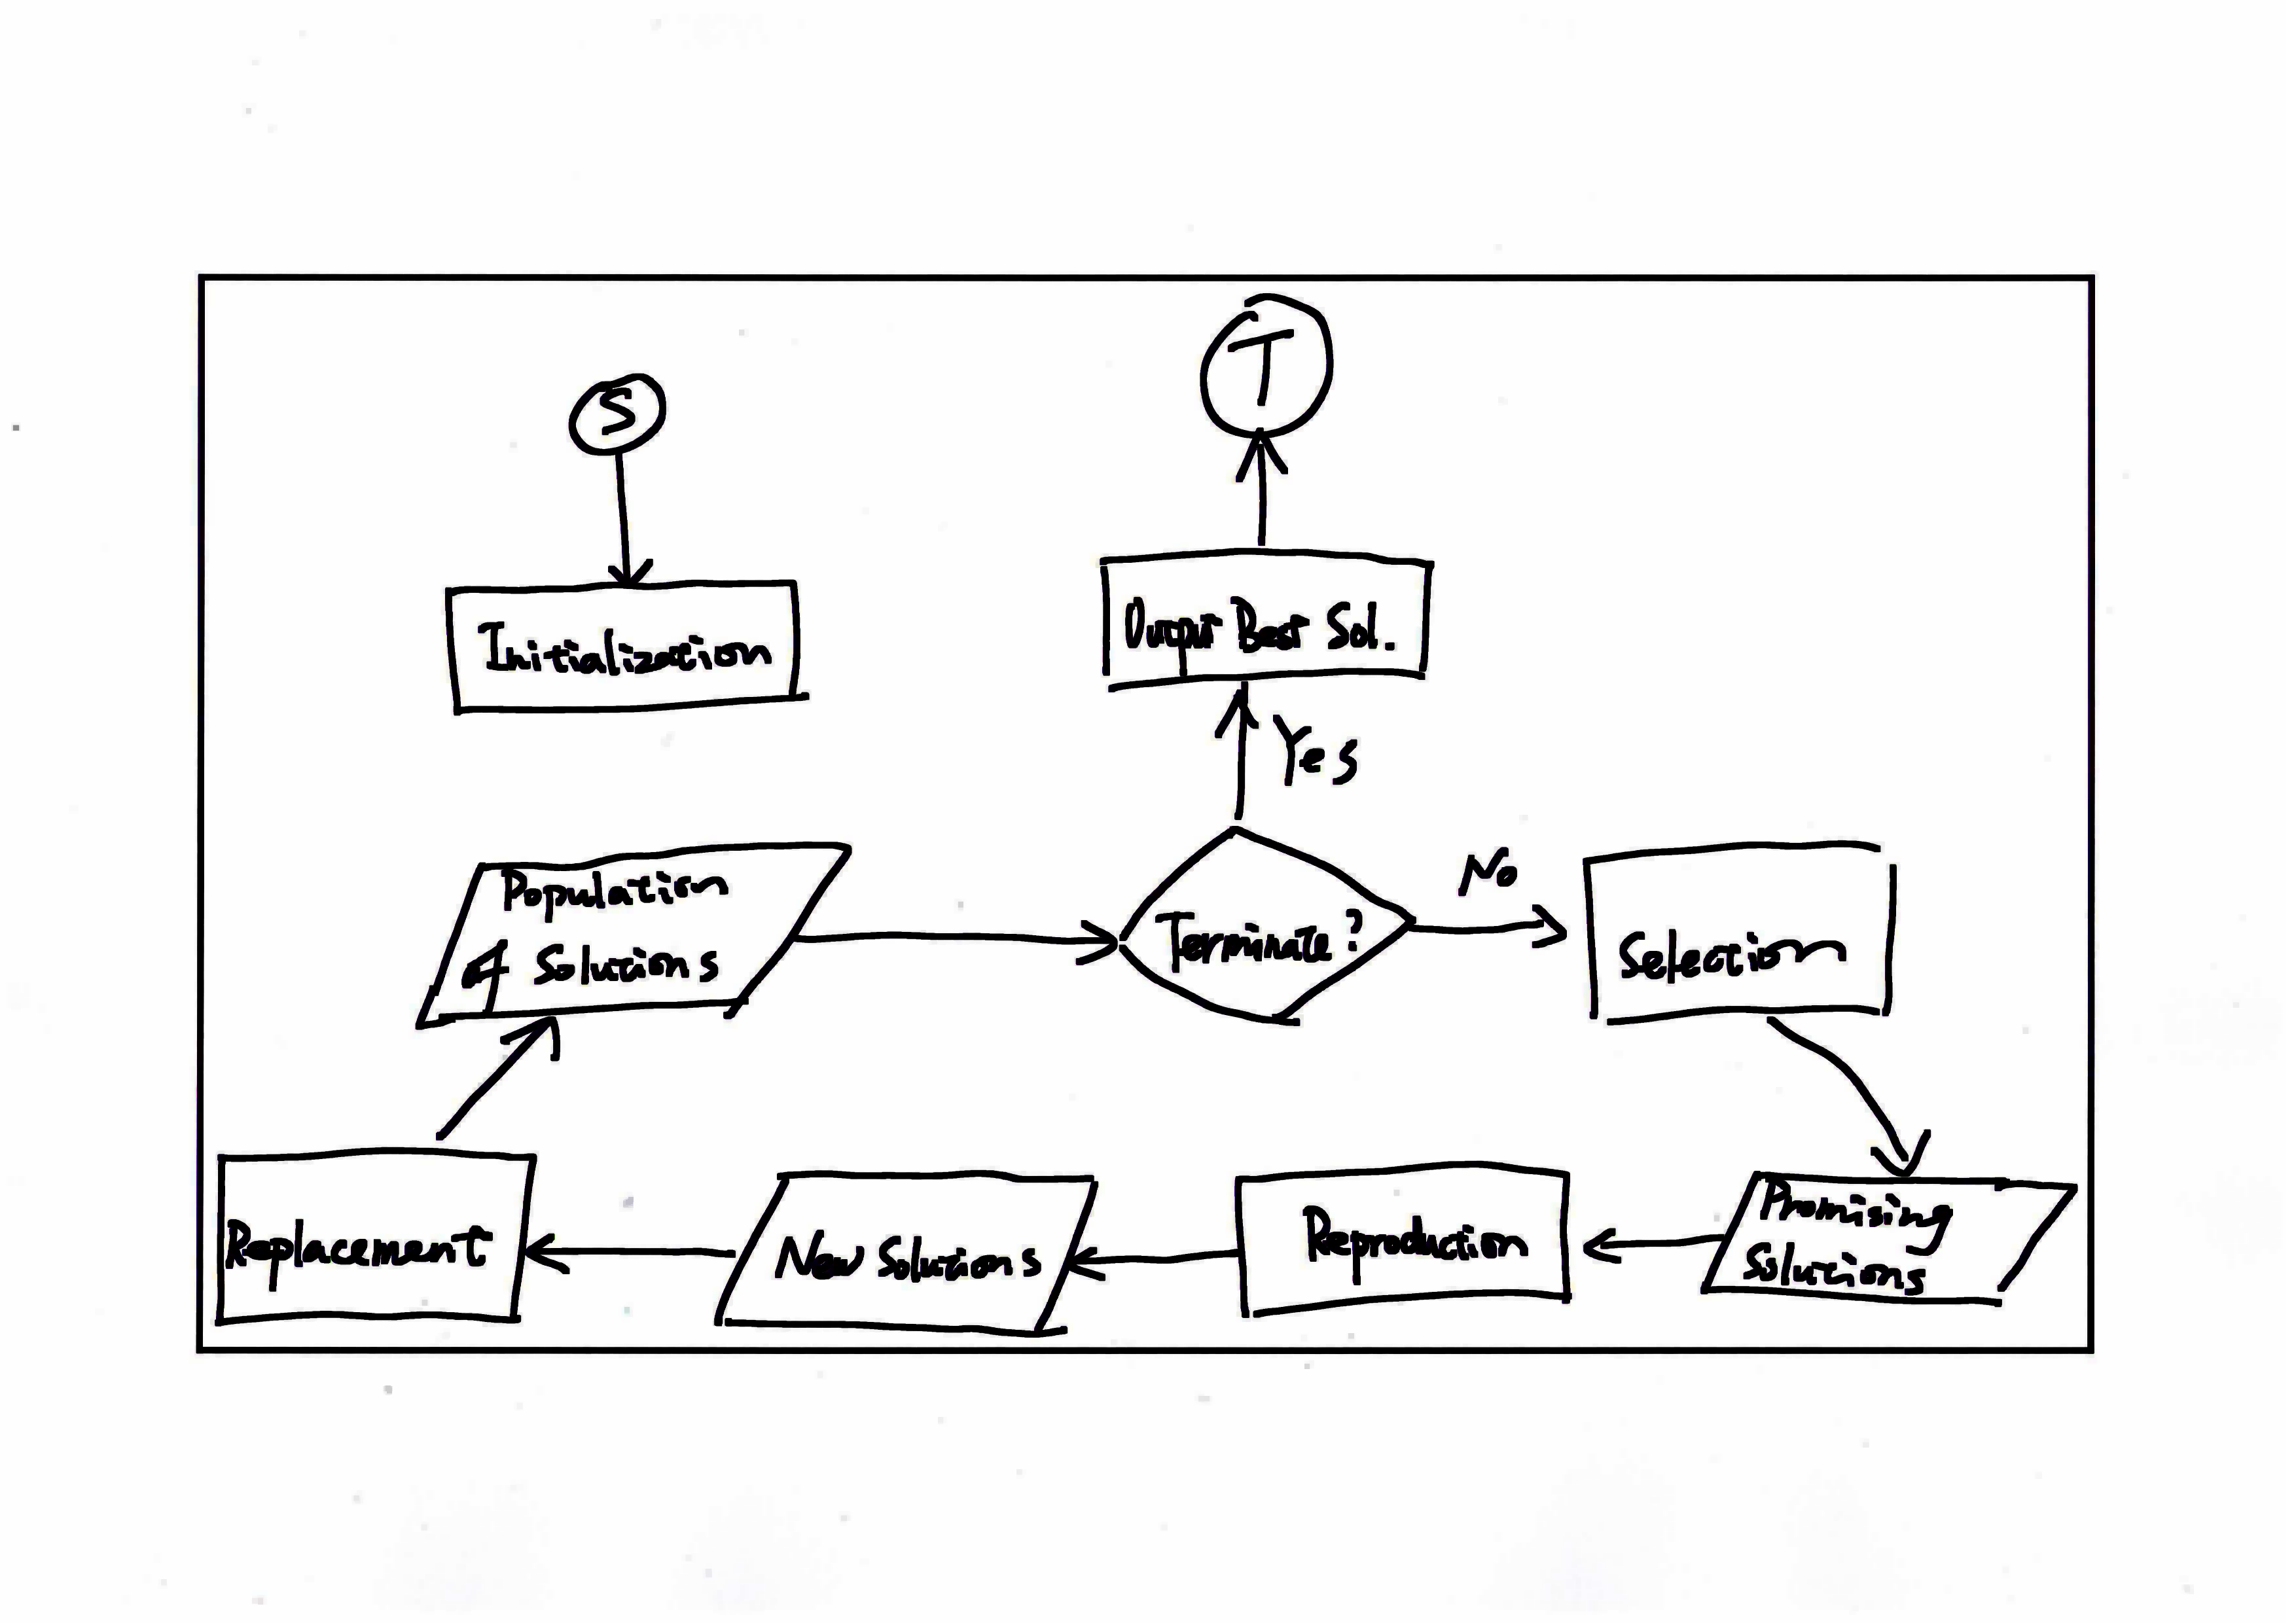 S
T
Initialization
Output Best Sol.
Yes
Population
of Solutions
Terminate?
No
Selection
Replacement
New Solutions
Reproduction
Promising
Solutions